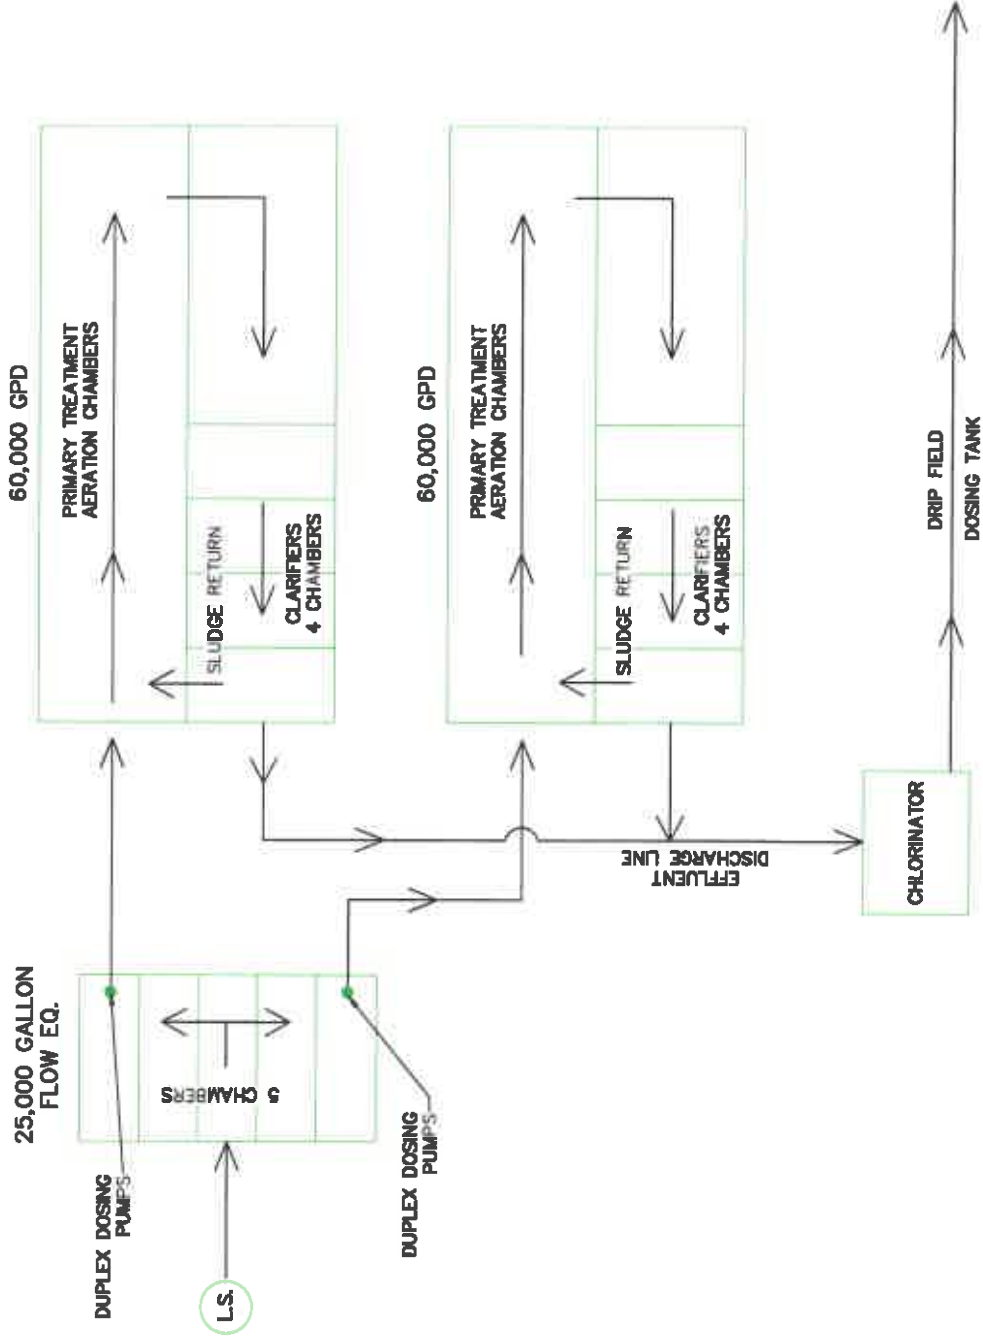 25,000 GALLON
FLOW EQ.
DUPLEX DOSING
PUMPS
5 CHAMBERS
L.S.
DUPLEX DOSING
PUMPS
60,000 GPD
PRIMARY TREATMENT
AERATION CHAMBERS
SLUDGE RETURN
CLARIFIERS
4 CHAMBERS
60,000 GPD
PRIMARY TREATMENT
AERATION CHAMBERS
SLUDGE RETURN
CLARIFIERS
4 CHAMBERS
EFFLUENT
DISCHARGE LINE
CHLORINATOR
DRIP FIELD
DOSING TANK